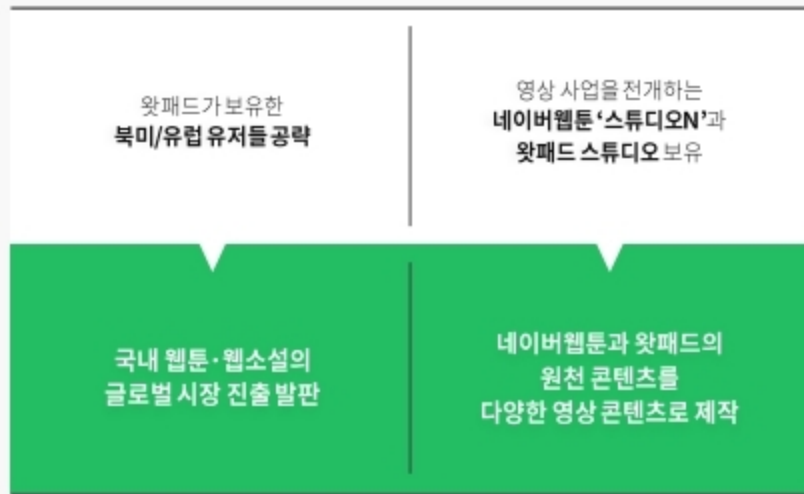 왓패드가 보유한
북미/유럽 유저들 공략
영상 사업을 전개하는
네이버웹툰 ‘스튜디오N’과
왓패드 스튜디오 보유
국내 웹툰·웹소설의
글로벌 시장 진출 발판
네이버웹툰과 왓패드의
원천 콘텐츠를
다양한 영상 콘텐츠로 제작